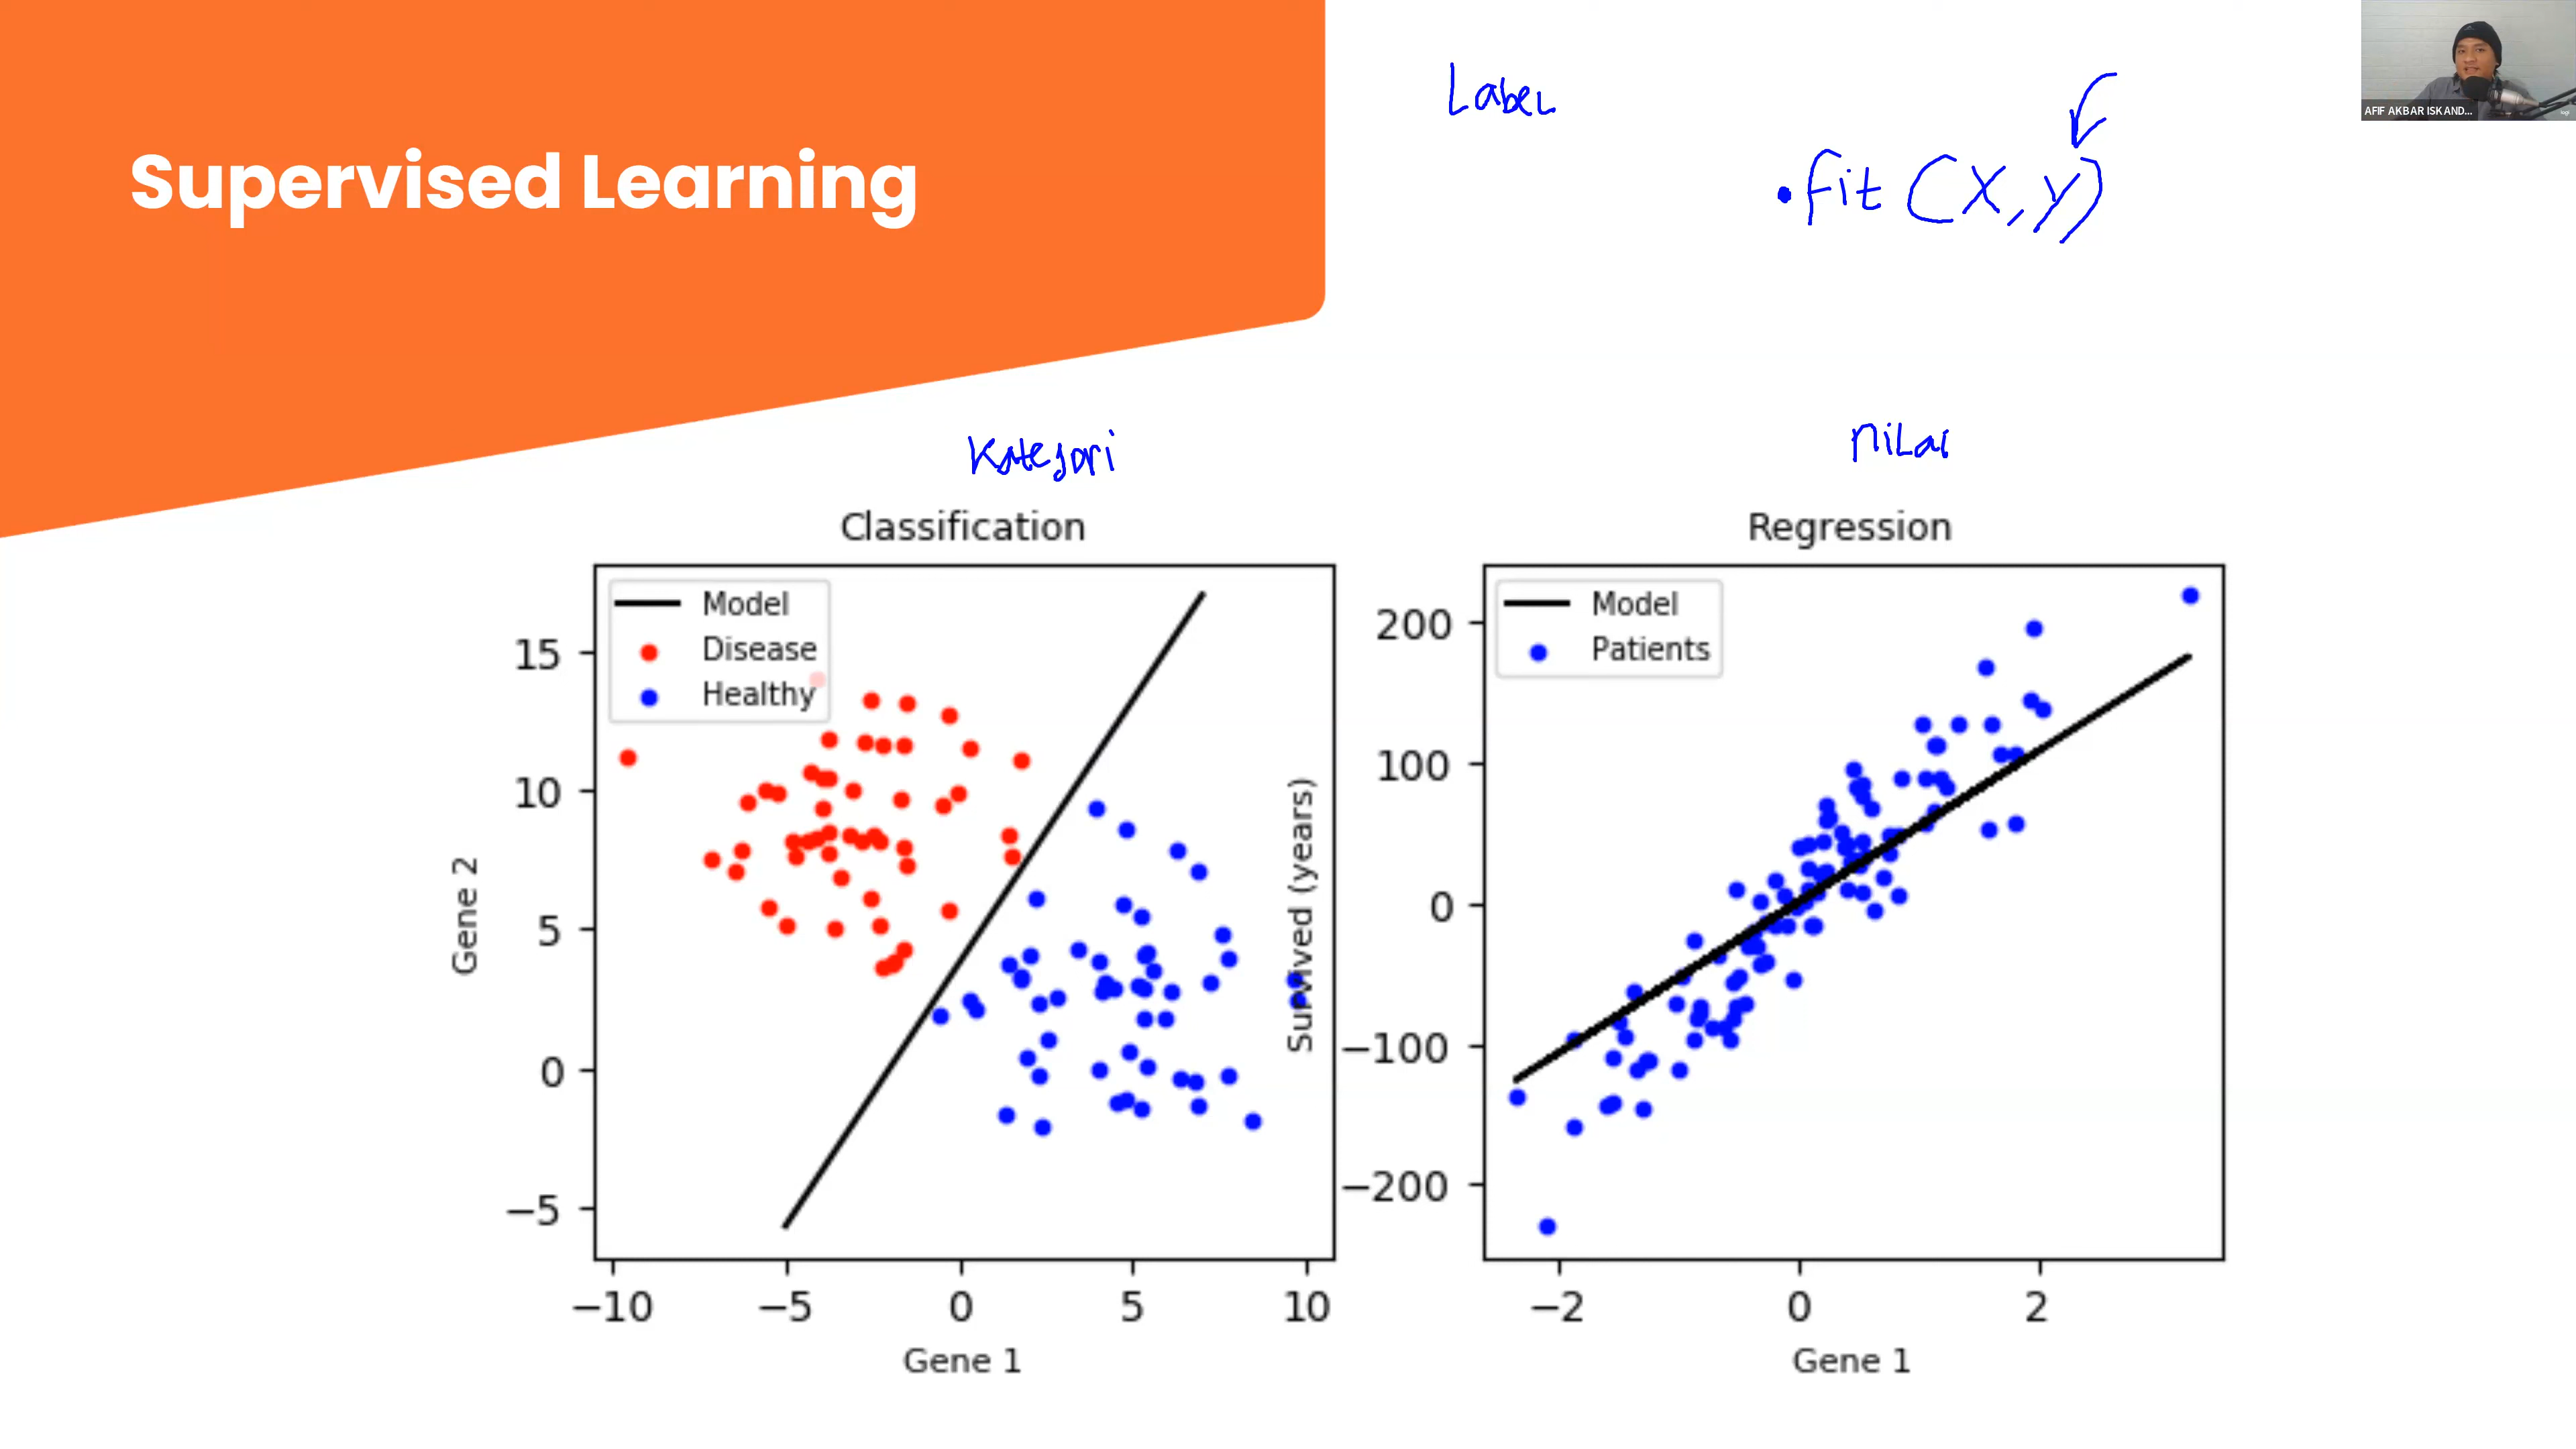 Supervised Learning
Label
.fit (X, y)
AFIF AKBAR ISKAND...
Kategori
nilai
Classification
Model
Disease
Healthy
15
10
5
0
−5
Gene 2
−10 −5 0 5 10
Gene 1
Regression
Model
Patients
200
100
0
−100
−200
Survived (years)
−2 0 2
Gene 1